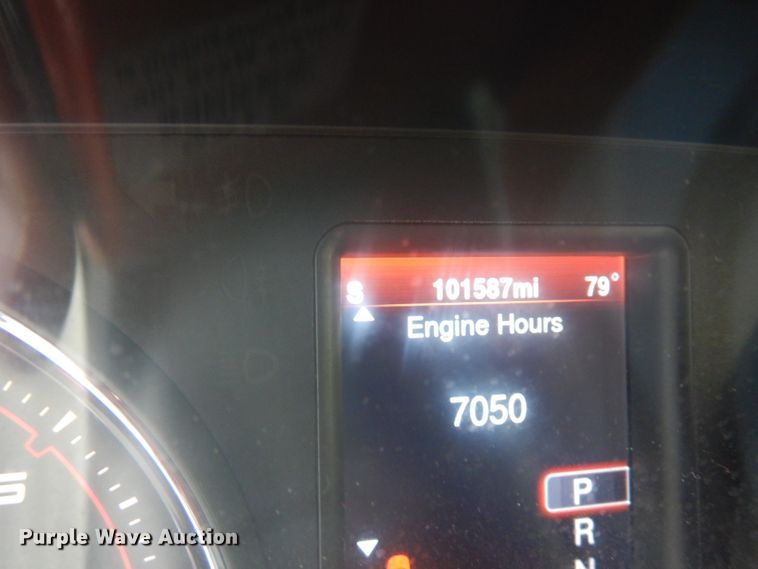 S 101587mi 79°
Engine Hours
7050
P
R
N
Purple Wave Auction